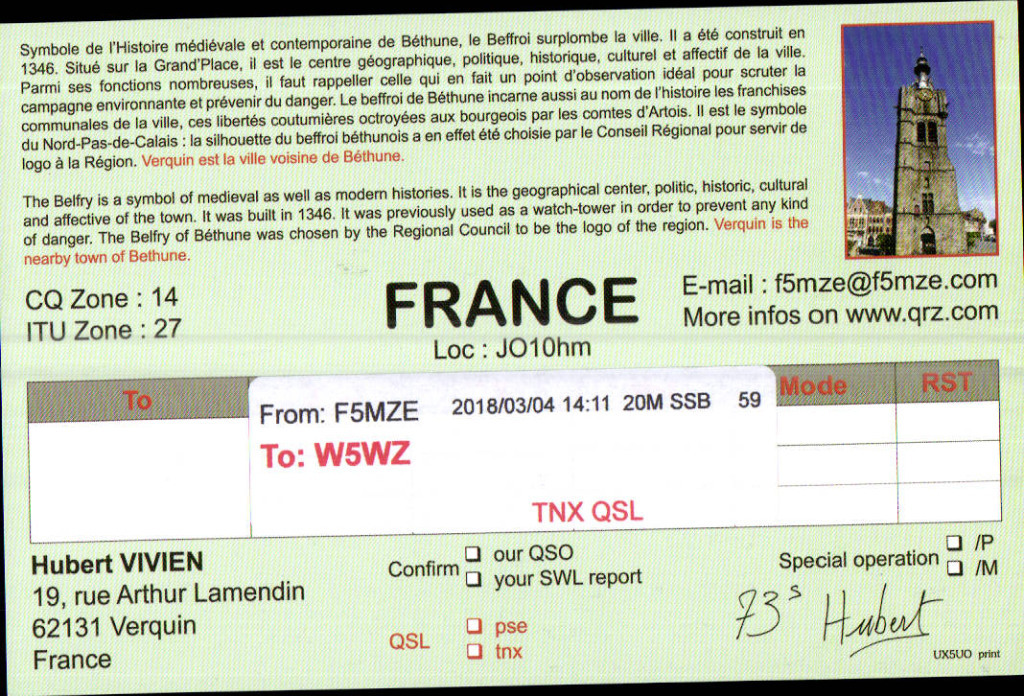 Symbole de l'Histoire médiévale et contemporaine de Béthune, le Beffroi surplombe la ville. Il a été construit en
1346. Situé sur la Grand'Place, il est le centre géographique, politique, historique, culturel et affectif de la ville.
Parmi ses fonctions nombreuses, il faut rappeller celle qui en fait un point d'observation idéal pour scruter la
campagne environnante et prévenir du danger. Le beffroi de Béthune incarne aussi au nom de l'histoire les franchises
communales de la ville, ces libertés coutumières octroyées aux bourgeois par les comtes d'Artois. Il est le symbole
du Nord-Pas-de-Calais : la silhouette du beffroi béthunois a en effet été choisie par le Conseil Régional pour servir de
logo à la Région. Verquin est la ville voisine de Béthune.
The Belfry is a symbol of medieval as well as modern histories. It is the geographical center, politic, historic, cultural
and affective of the town. It was built in 1346. It was previously used as a watch-tower in order to prevent any kind
of danger. The Belfry of Béthune was chosen by the Regional Council to be the logo of the region. Verquin is the
nearby town of Bethune.
CQ Zone : 14
ITU Zone : 27
FRANCE
Loc : JO10hm
E-mail : f5mze@f5mze.com
More infos on www.qrz.com
To
Mode
RST
From: F5MZE 2018/03/04 14:11 20M SSB 59
To: W5WZ
TNX QSL
Hubert VIVIEN
19, rue Arthur Lamendin
62131 Verquin
France
Confirm
our QSO
your SWL report
QSL
pse
tnx
Special operation
/P
/M
73s Hubert
UX5UO print